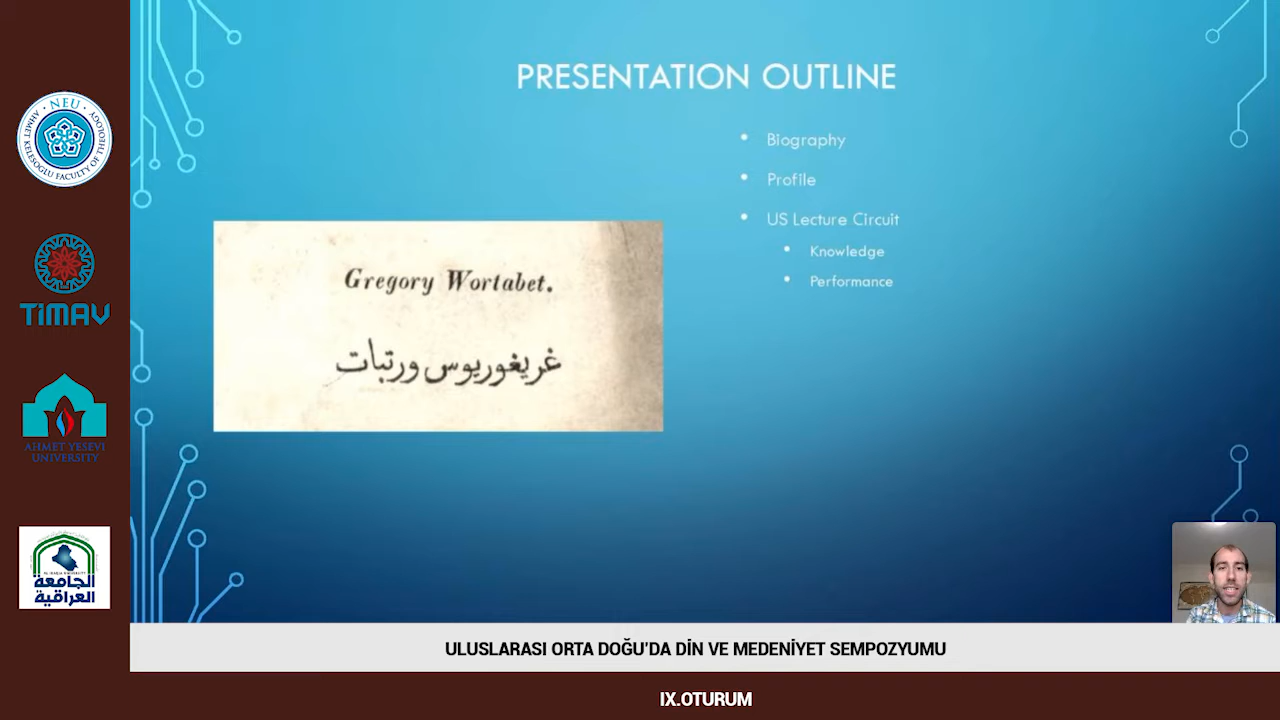 NEU
AHMET KELEŞOĞLU FACULTY OF THEOLOGY
TİMAV
AHMET YESEVI
UNIVERSITY
الجامعة
العراقية
PRESENTATION OUTLINE
Biography
Profile
US Lecture Circuit
Knowledge
Performance
Gregory Wortabet.
غريغوريوس ورتبات
ULUSLARASI ORTA DOĞU'DA DİN VE MEDENİYET SEMPOZYUMU
IX.OTURUM